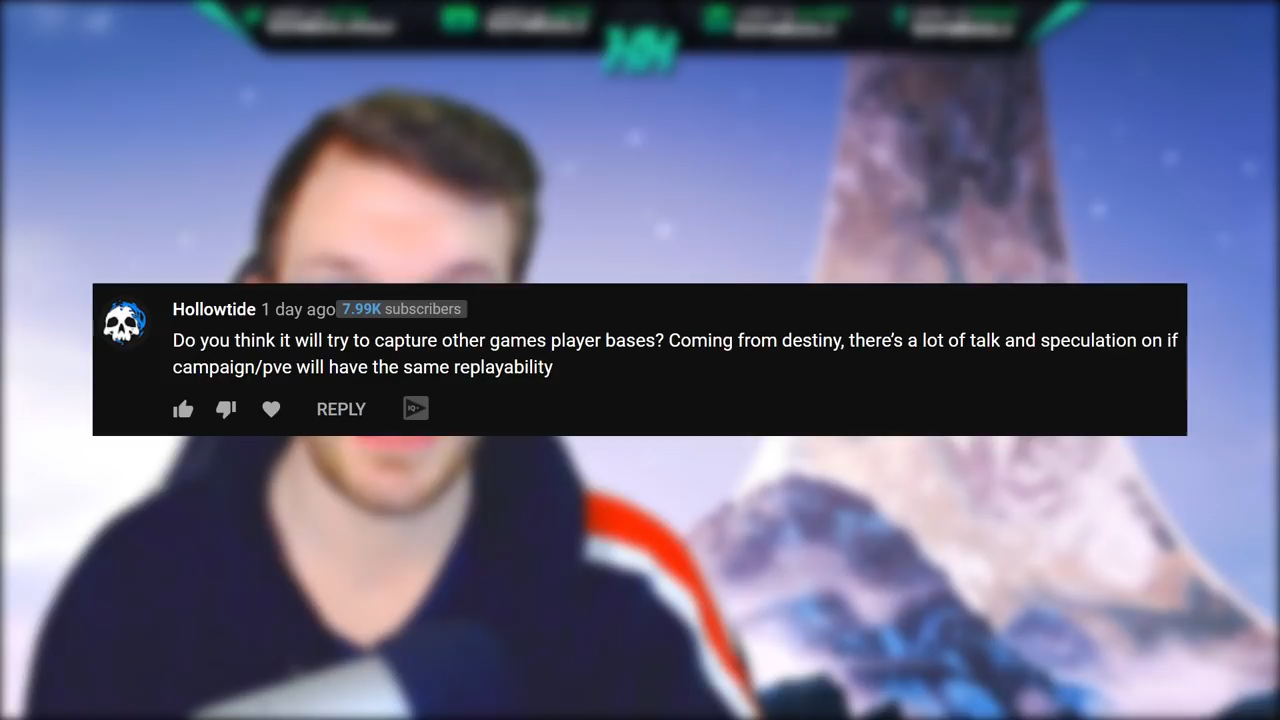 HH
Hollowtide 1 day ago 7.99K subscribers
Do you think it will try to capture other games player bases? Coming from destiny, there's a lot of talk and speculation on if
campaign/pve will have the same replayability
REPLY
IQ+